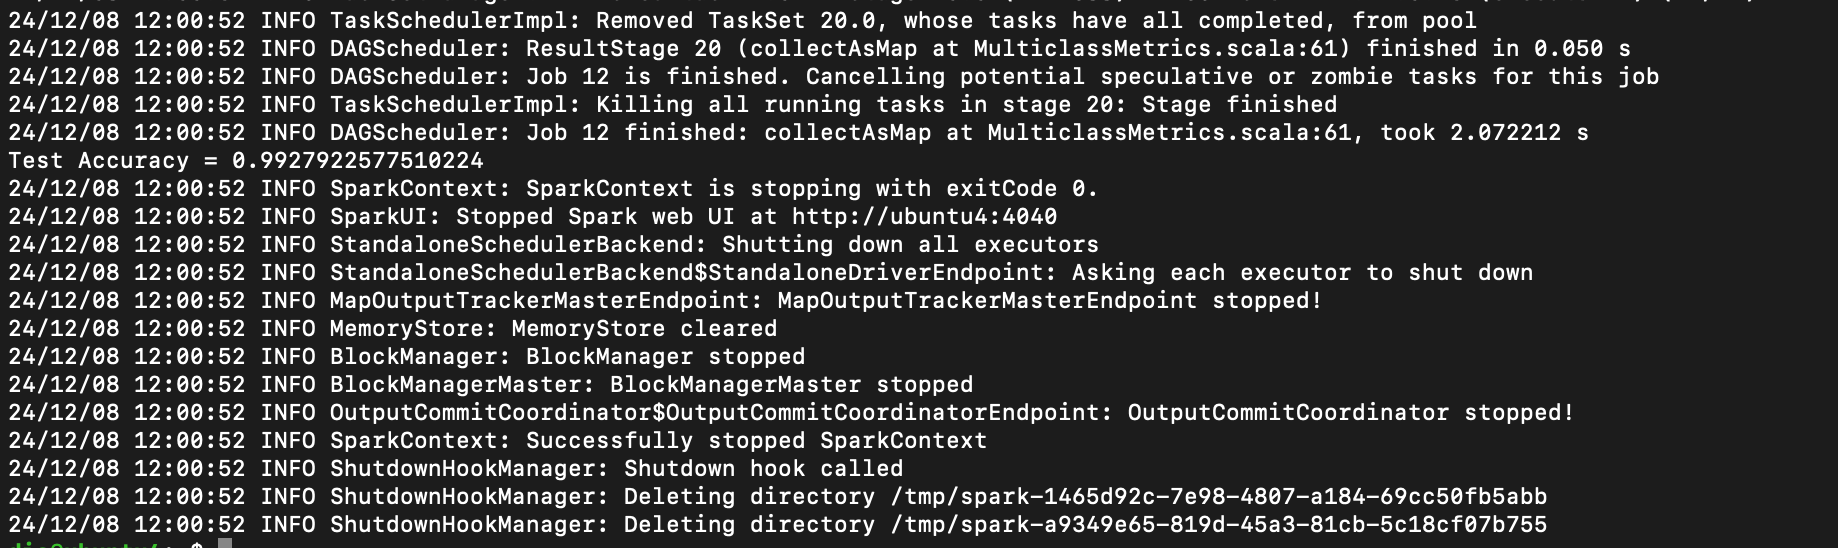 24/12/08 12:00:52 INFO TaskSchedulerImpl: Removed TaskSet 20.0, whose tasks have all completed, from pool
24/12/08 12:00:52 INFO DAGScheduler: ResultStage 20 (collectAsMap at MulticlassMetrics.scala:61) finished in 0.050 s
24/12/08 12:00:52 INFO DAGScheduler: Job 12 is finished. Cancelling potential speculative or zombie tasks for this job
24/12/08 12:00:52 INFO TaskSchedulerImpl: Killing all running tasks in stage 20: Stage finished
24/12/08 12:00:52 INFO DAGScheduler: Job 12 finished: collectAsMap at MulticlassMetrics.scala:61, took 2.072212 s
Test Accuracy = 0.9927922577510224
24/12/08 12:00:52 INFO SparkContext: SparkContext is stopping with exitCode 0.
24/12/08 12:00:52 INFO SparkUI: Stopped Spark web UI at http://ubuntu4:4040
24/12/08 12:00:52 INFO StandaloneSchedulerBackend: Shutting down all executors
24/12/08 12:00:52 INFO StandaloneSchedulerBackend$StandaloneDriverEndpoint: Asking each executor to shut down
24/12/08 12:00:52 INFO MapOutputTrackerMasterEndpoint: MapOutputTrackerMasterEndpoint stopped!
24/12/08 12:00:52 INFO MemoryStore: MemoryStore cleared
24/12/08 12:00:52 INFO BlockManager: BlockManager stopped
24/12/08 12:00:52 INFO BlockManagerMaster: BlockManagerMaster stopped
24/12/08 12:00:52 INFO OutputCommitCoordinator$OutputCommitCoordinatorEndpoint: OutputCommitCoordinator stopped!
24/12/08 12:00:52 INFO SparkContext: Successfully stopped SparkContext
24/12/08 12:00:52 INFO ShutdownHookManager: Shutdown hook called
24/12/08 12:00:52 INFO ShutdownHookManager: Deleting directory /tmp/spark-1465d92c-7e98-4807-a184-69cc50fb5abb
24/12/08 12:00:52 INFO ShutdownHookManager: Deleting directory /tmp/spark-a9349e65-819d-45a3-81cb-5c18cf07b755